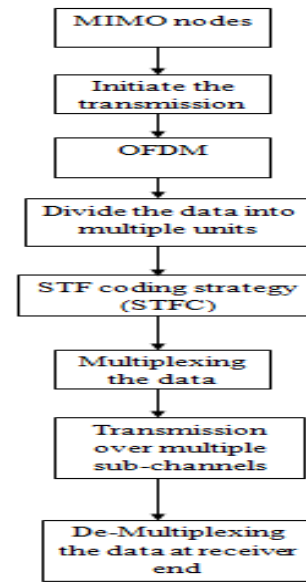 MIMO nodes
Initiate the
transmission
OFDM
Divide the data into
multiple units
STF coding strategy
(STFC)
Multiplexing
the data
Transmission
over multiple
sub-channels
De-Multiplexing
the data at receiver
end